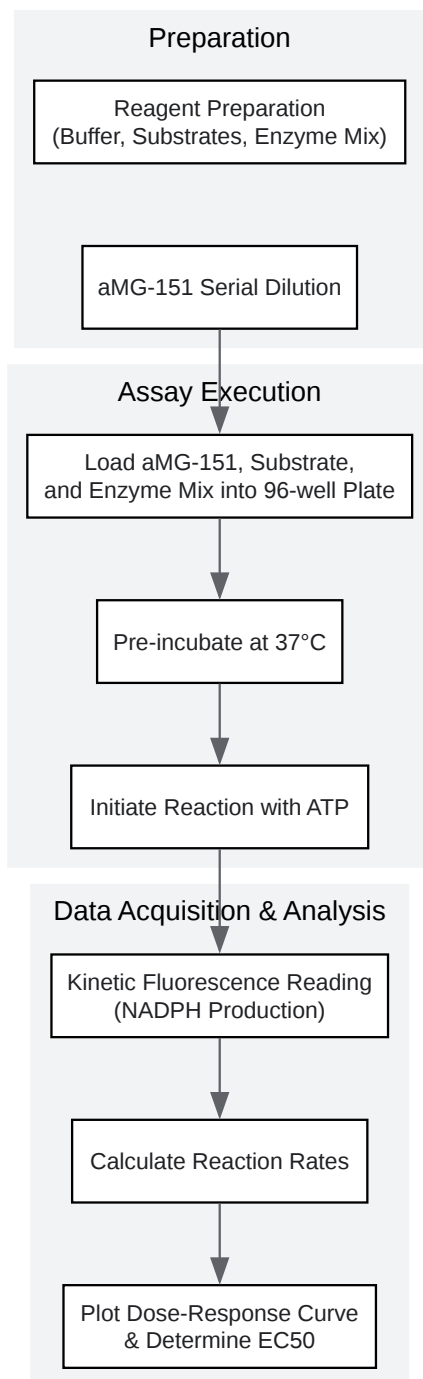 Preparation
Reagent Preparation
(Buffer, Substrates, Enzyme Mix)
aMG-151 Serial Dilution
Assay Execution
Load aMG-151, Substrate,
and Enzyme Mix into 96-well Plate
Pre-incubate at 37°C
Initiate Reaction with ATP
Data Acquisition & Analysis
Kinetic Fluorescence Reading
(NADPH Production)
Calculate Reaction Rates
Plot Dose-Response Curve
& Determine EC50